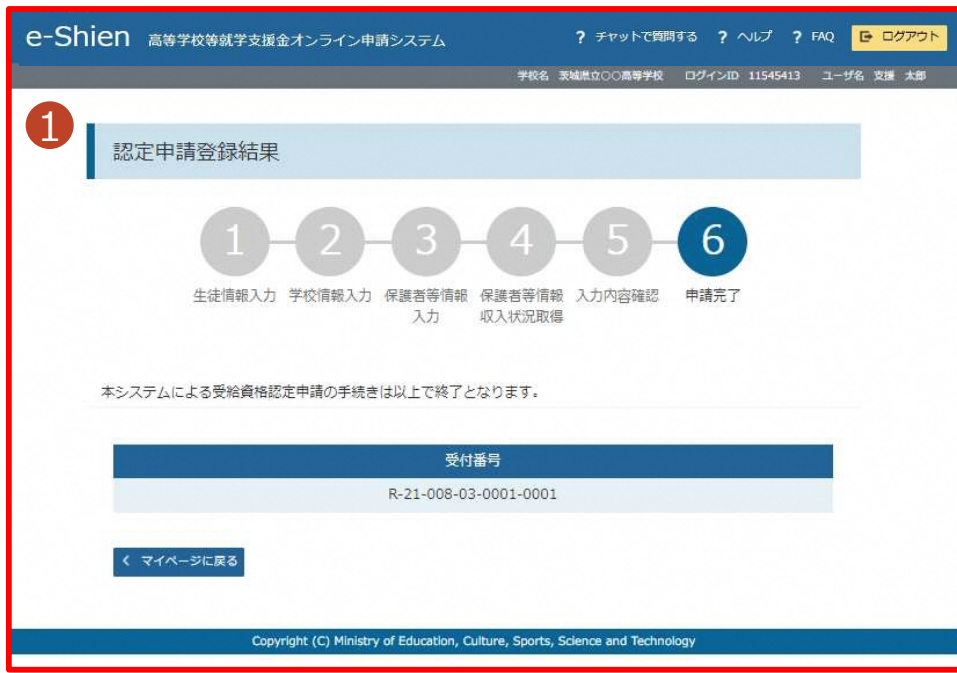 e-Shien 高等学校等就学支援金オンライン申請システム ? チャットで質問する ? ヘルプ ? FAQ ログアウト
学校名 茨城県立○○高等学校 ログインID 11545413 ユーザ名 支援 太郎
1
認定申請登録結果
1 2 3 4 5 6
生徒情報入力 学校情報入力 保護者等情報 保護者等情報 入力内容確認 申請完了
入力 収入状況取得
本システムによる受給資格認定申請の手続きは以上で終了となります。
受付番号
R-21-008-03-0001-0001
マイページに戻る
Copyright (C) Ministry of Education, Culture, Sports, Science and Technology